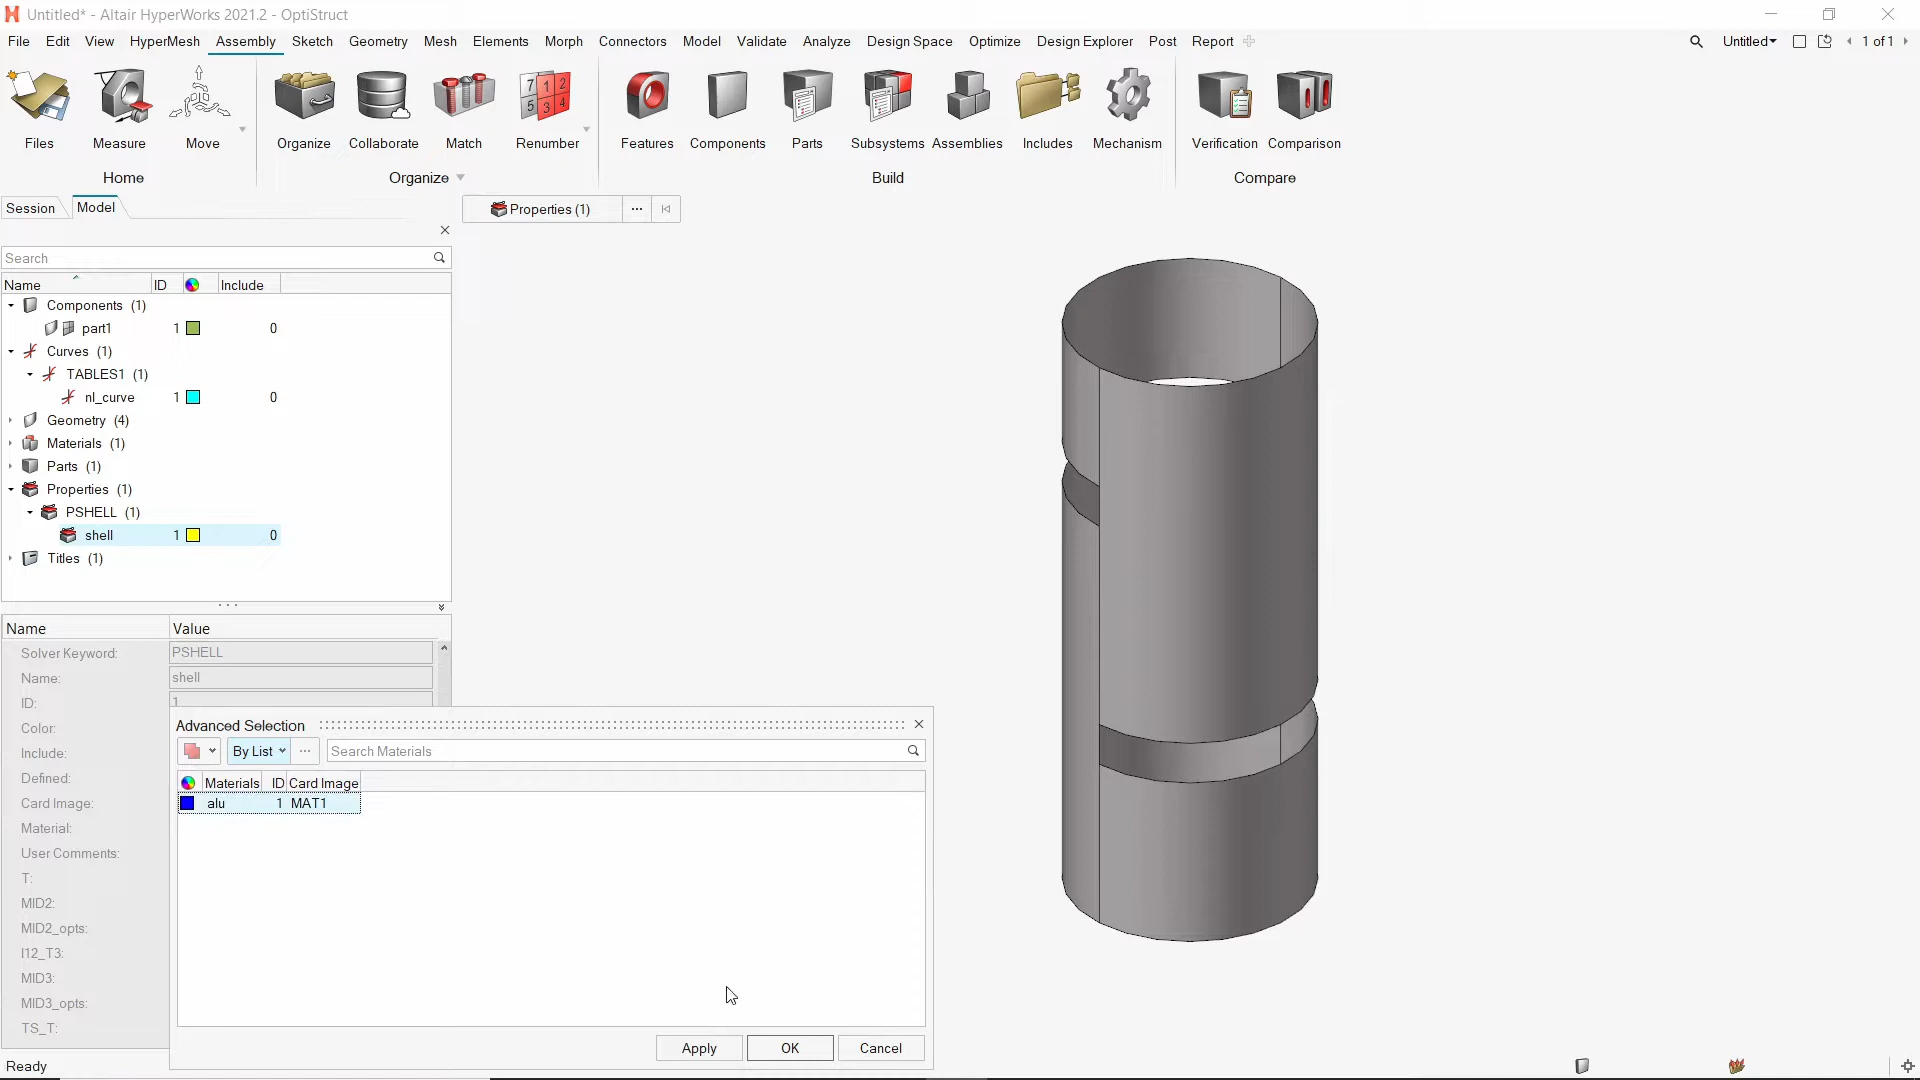 Untitled* - Altair HyperWorks 2021.2 - OptiStruct
File Edit View HyperMesh Assembly Sketch Geometry Mesh Elements Morph Connectors Model Validate Analyze Design Space Optimize Design Explorer Post Report Untitled 1 of 1
Files Measure Move Organize Collaborate Match Renumber Features Components Parts Subsystems Assemblies Includes Mechanism Verification Comparison
Home Organize Build Compare
Session Model Properties (1) ...
Search
Name ID Include
Components (1)
part1 1 0
Curves (1)
TABLES1 (1)
nl_curve 1 0
Geometry (4)
Materials (1)
Parts (1)
Properties (1)
PSHELL (1)
shell 1 0
Titles (1)
Name Value
Solver Keyword: PSHELL
Name: shell
ID: 1
Color:
Include:
Defined:
Card Image:
Material:
User Comments:
T:
MID2:
MID2_opts:
I12_T3:
MID3:
MID3_opts:
TS_T:
Advanced Selection
By List ... Search Materials
Materials ID Card Image
alu 1 MAT1
Apply OK Cancel
Ready